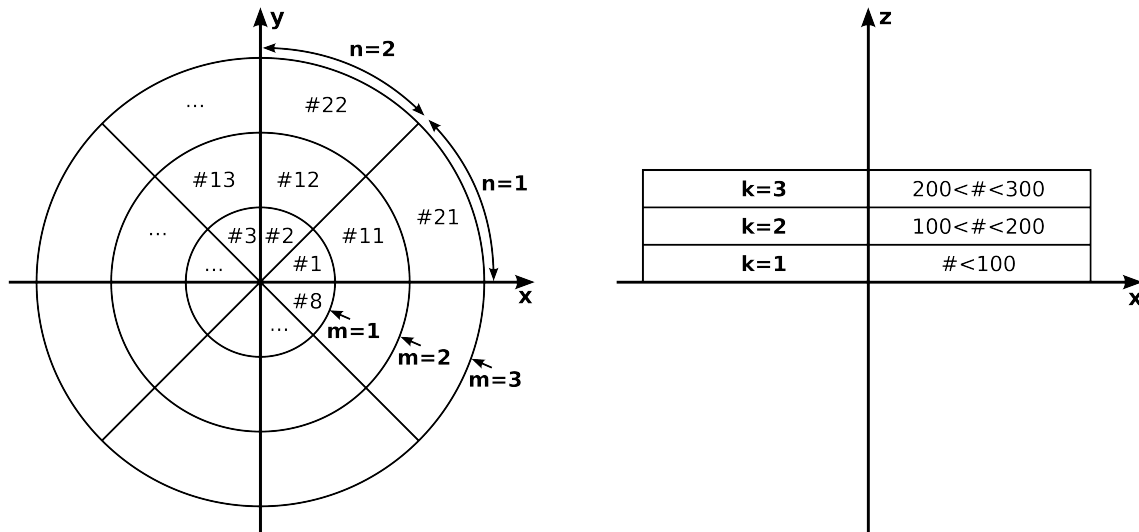 y
n=2
...
#22
n=1
#13
#12
#21
...
#3
#2
#11
...
#1
x
#8
...
m=1
m=2
m=3
z
k=3
200<#<300
k=2
100<#<200
k=1
#<100
x